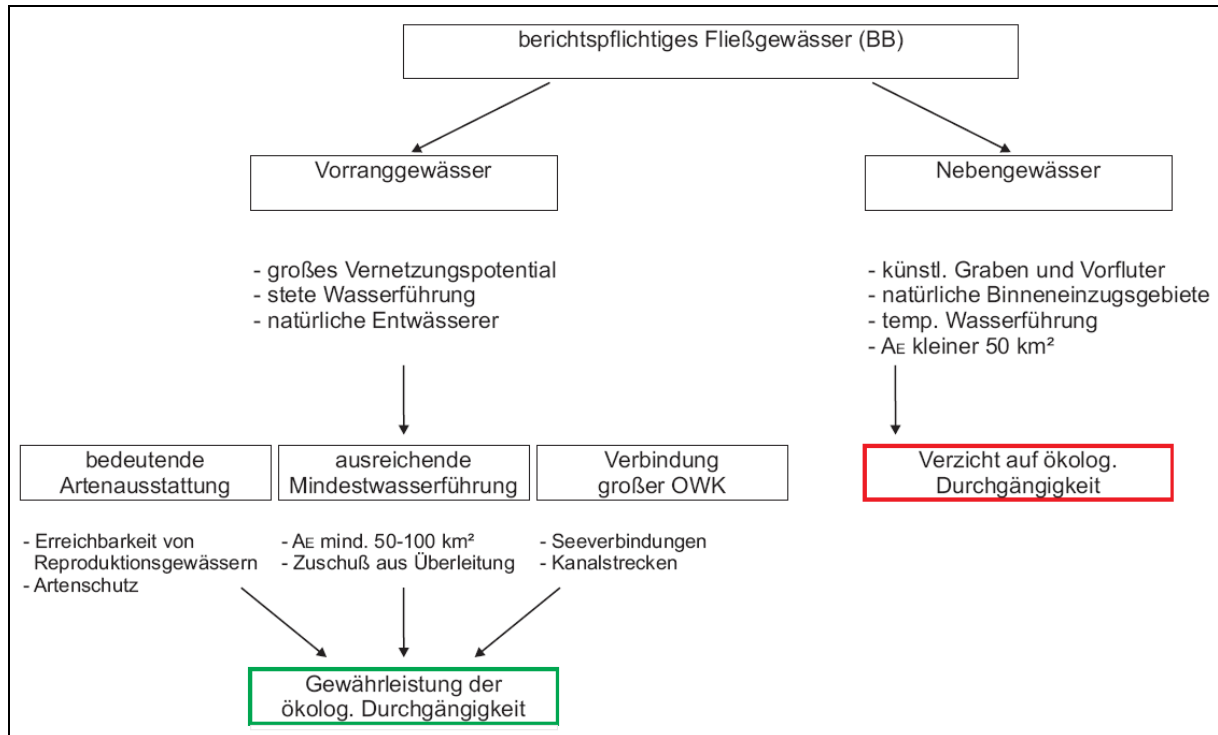 berichtspflichtiges Fließgewässer (BB)
Vorranggewässer
Nebengewässer
- großes Vernetzungspotential
- stete Wasserführung
- natürliche Entwässerer
- künstl. Graben und Vorfluter
- natürliche Binneneinzugsgebiete
- temp. Wasserführung
- AE kleiner 50 km²
bedeutende
Artenausstattung
ausreichende
Mindestwasserführung
Verbindung
großer OWK
Verzicht auf ökolog.
Durchgängigkeit
- Erreichbarkeit von
Reproduktionsgewässern
- Artenschutz
- AE mind. 50-100 km²
- Zuschuß aus Überleitung
- Seeverbindungen
- Kanalstrecken
Gewährleistung der
ökolog. Durchgängigkeit